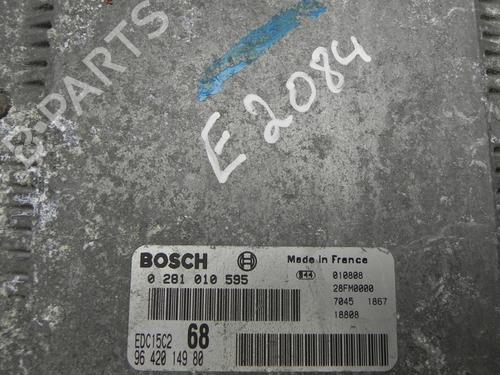 B-PARTS
E 2084
BOSCH Made in France
0 281 010 595 010808
28FM0000
7045 1867
18808
EDC15C2 68
96 420 149 80